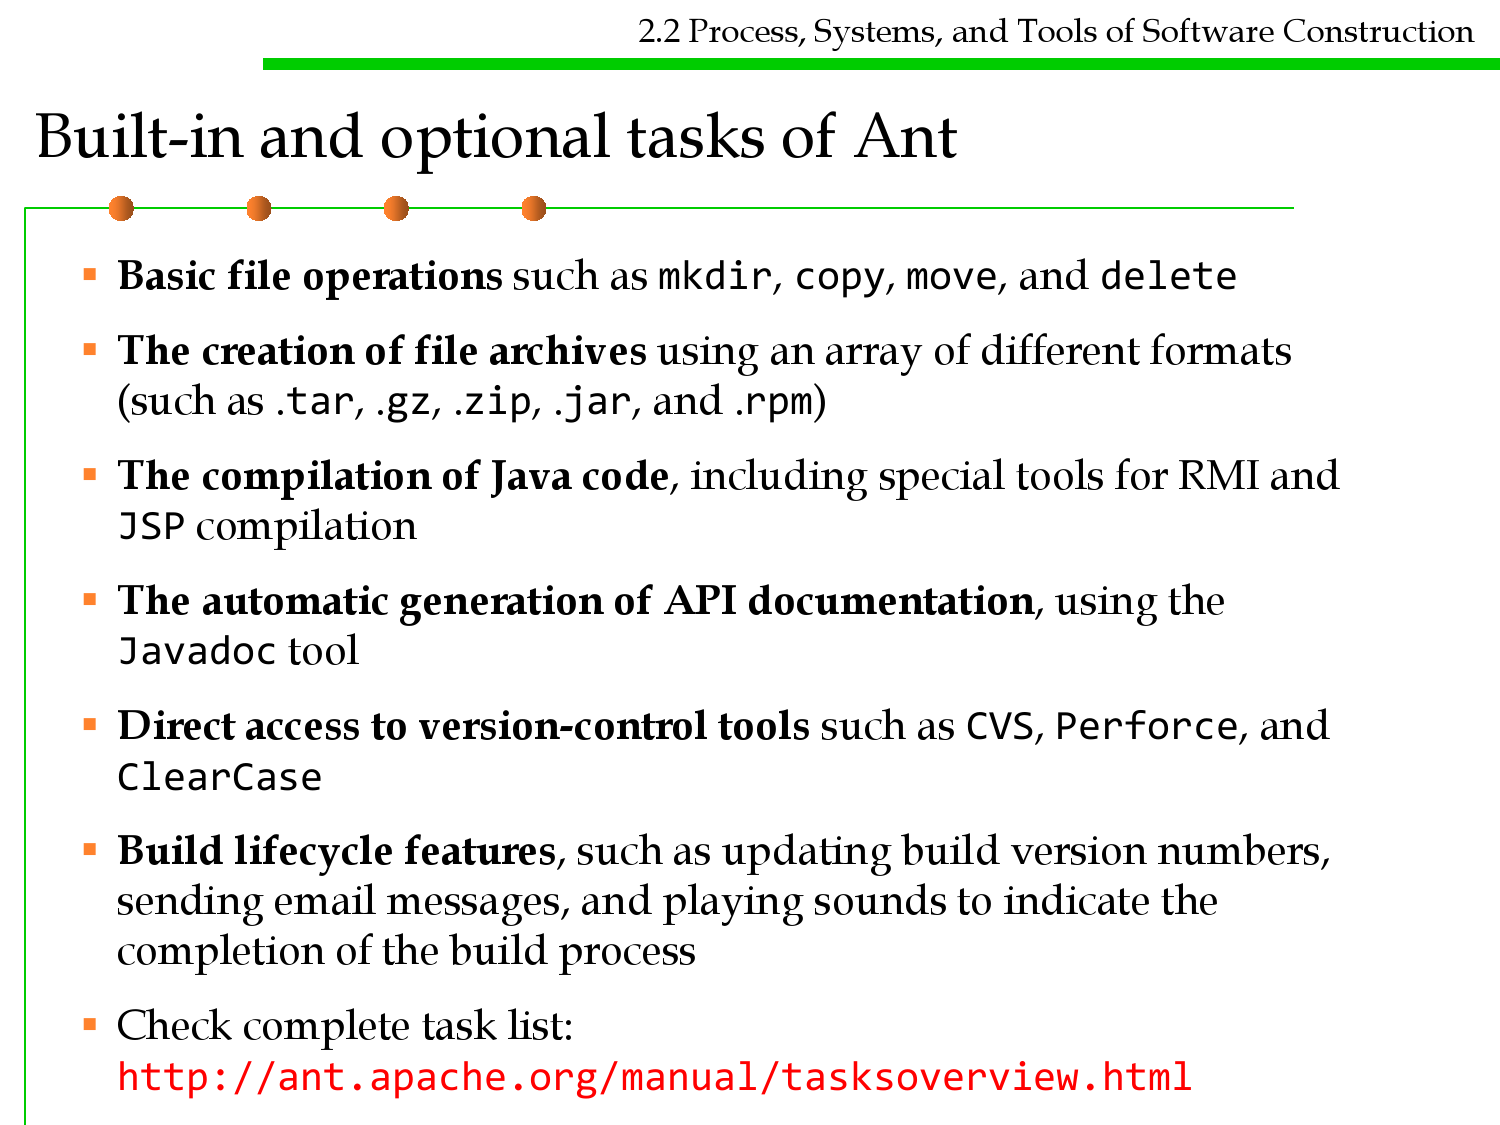 2.2 Process, Systems, and Tools of Software Construction
Built-in and optional tasks of Ant
▪ Basic file operations such as mkdir, copy, move, and delete
▪ The creation of file archives using an array of different formats
(such as .tar, .gz, .zip, .jar, and .rpm)
▪ The compilation of Java code, including special tools for RMI and
JSP compilation
▪ The automatic generation of API documentation, using the
Javadoc tool
▪ Direct access to version-control tools such as CVS, Perforce, and
ClearCase
▪ Build lifecycle features, such as updating build version numbers,
sending email messages, and playing sounds to indicate the
completion of the build process
▪ Check complete task list:
http://ant.apache.org/manual/tasksoverview.html